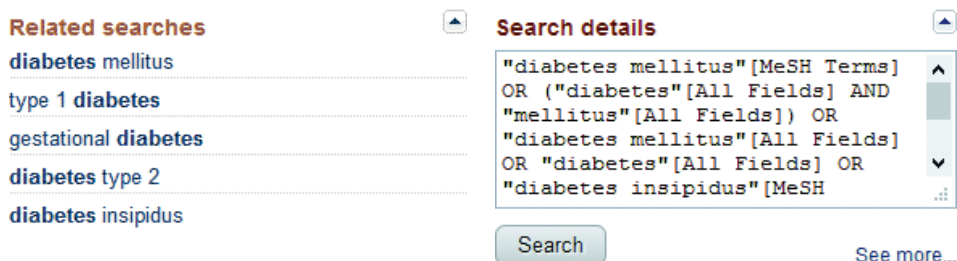 Related searches
diabetes mellitus
type 1 diabetes
gestational diabetes
diabetes type 2
diabetes insipidus
Search details
"diabetes mellitus"[MeSH Terms]
OR ("diabetes"[All Fields] AND
"mellitus"[All Fields]) OR
"diabetes mellitus"[All Fields]
OR "diabetes"[All Fields] OR
"diabetes insipidus"[MeSH
Search
See more...